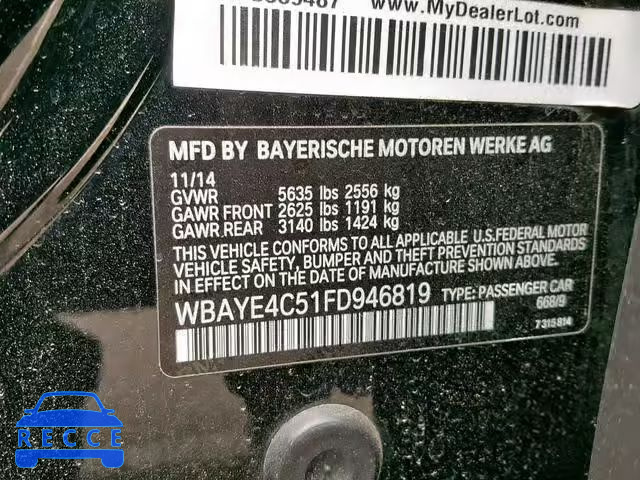 www.MyDealerLot.com
MFD BY BAYERISCHE MOTOREN WERKE AG
11/14
GVWR 5635 lbs 2556 kg
GAWR FRONT 2625 lbs 1191 kg
GAWR REAR 3140 lbs 1424 kg
THIS VEHICLE CONFORMS TO ALL APPLICABLE U.S.FEDERAL MOTOR
VEHICLE SAFETY, BUMPER AND THEFT PREVENTION STANDARDS
IN EFFECT ON THE DATE OF MANUFACTURE SHOWN ABOVE.
WBAYE4C51FD946819 TYPE: PASSENGER CAR
668/9
7 315 814
RECCE